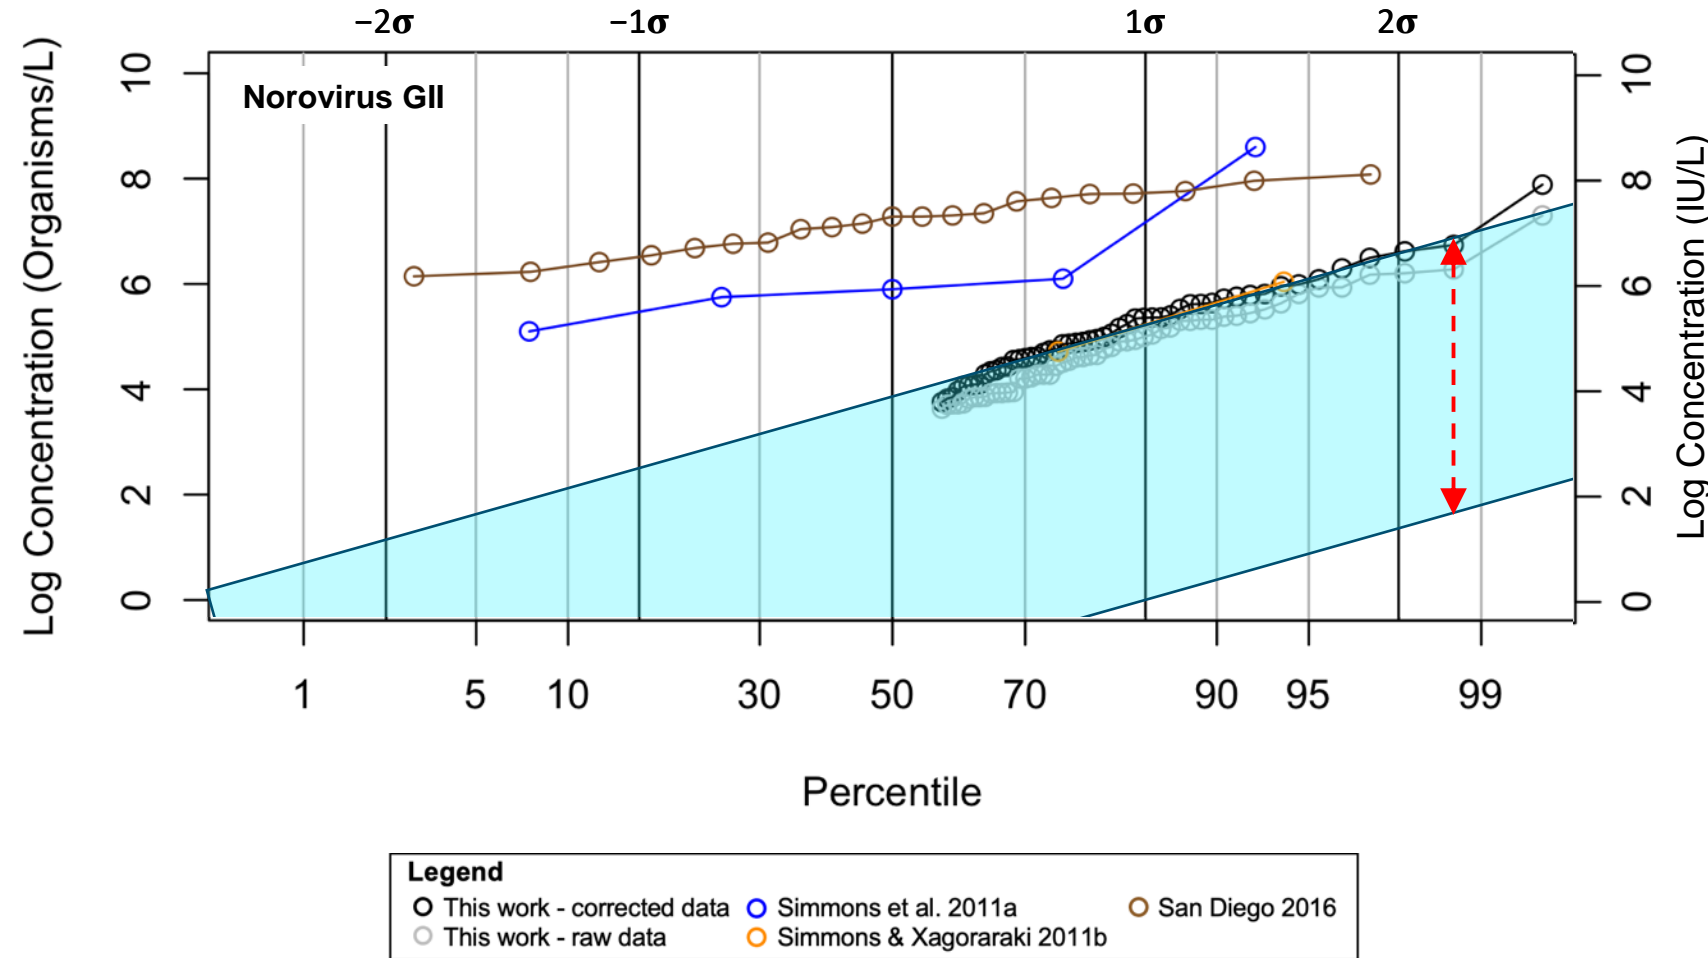 −2σ −1σ 1σ 2σ
Norovirus GII
Log Concentration (Organisms/L)
10
8
6
4
2
0
Log Concentration (IU/L)
10
8
6
4
2
0
1 5 10 30 50 70 90 95 99
Percentile
Legend
This work - corrected data Simmons et al. 2011a San Diego 2016
This work - raw data Simmons & Xagoraraki 2011b